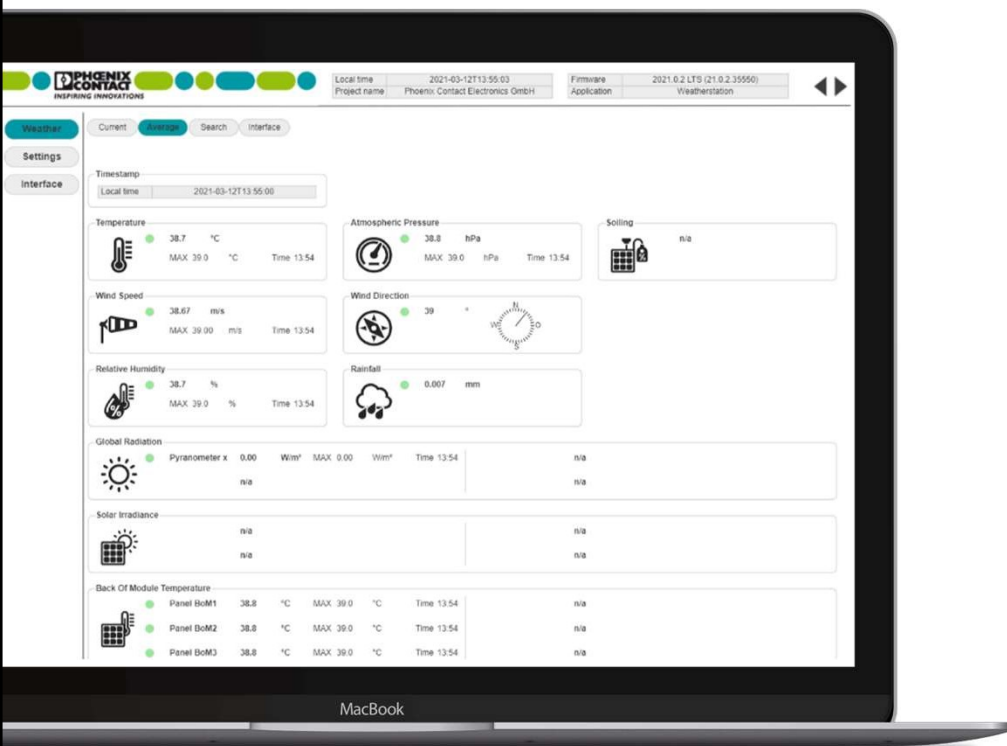 PHŒNIX
CONTACT
INSPIRING INNOVATIONS
Local time 2021-03-12T13:55:03
Project name Phoenix Contact Electronics GmbH
Firmware 2021.0.2 LTS (21.0.2.35550)
Application Weatherstation
Weather
Settings
Interface
Current Average Search Interface
Timestamp
Local time 2021-03-12T13:55:00
Temperature
38.7 °C
MAX 39.0 °C Time 13:54
Atmospheric Pressure
38.8 hPa
MAX 39.0 hPa Time 13:54
Soiling
n/a
Wind Speed
38.67 m/s
MAX 39.00 m/s Time 13:54
Wind Direction
39 °
N
W O
S
Relative Humidity
38.7 %
MAX 39.0 % Time 13:54
Rainfall
0.007 mm
Global Radiation
Pyranometer x 0.00 W/m² MAX 0.00 W/m² Time 13:54 n/a
n/a n/a
Solar Irradiance
n/a n/a
n/a n/a
Back Of Module Temperature
Panel BoM1 38.8 °C MAX 39.0 °C Time 13:54 n/a
Panel BoM2 38.8 °C MAX 39.0 °C Time 13:54 n/a
Panel BoM3 38.8 °C MAX 39.0 °C Time 13:54 n/a
MacBook